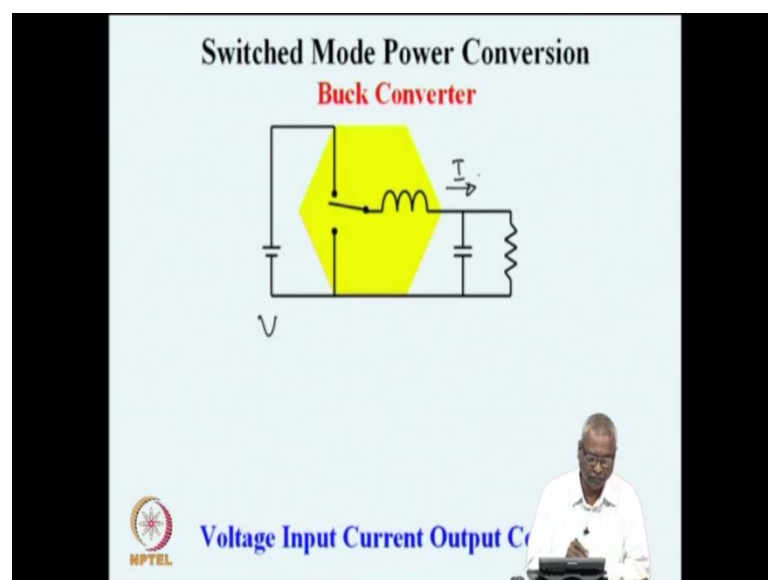 Switched Mode Power Conversion
Buck Converter
I
V
NPTEL
Voltage Input Current Output